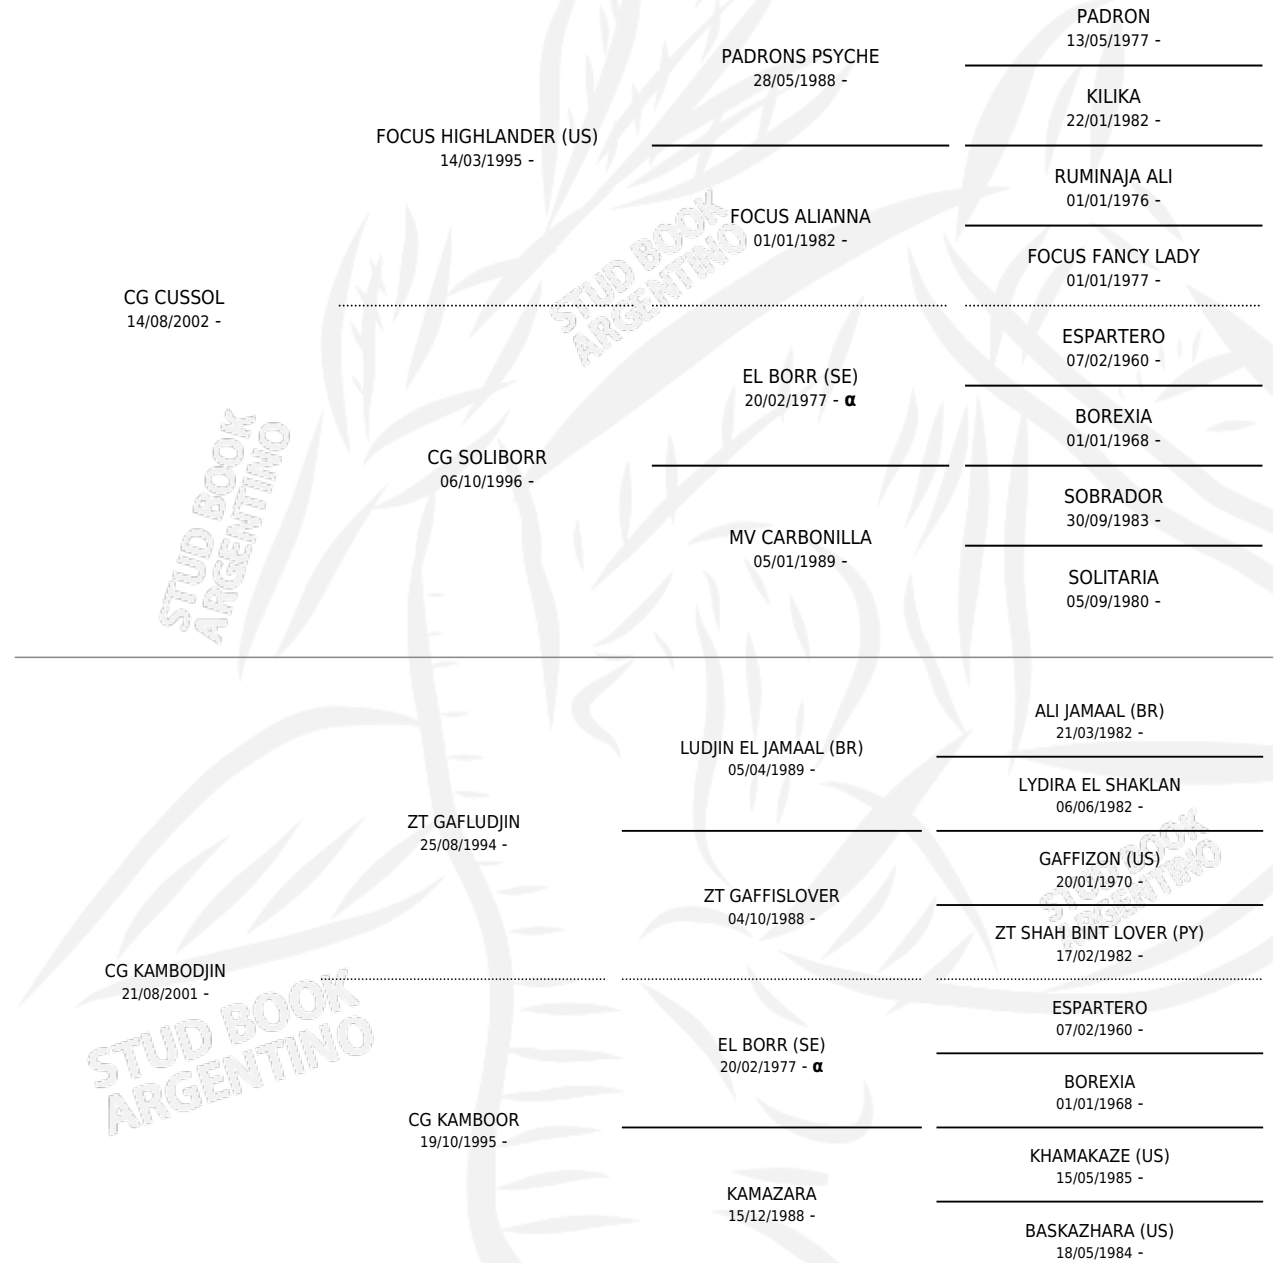 PADRON
13/05/1977 -
PADRONS PSYCHE
28/05/1988 -
KILIKA
22/01/1982 -
FOCUS HIGHLANDER (US)
14/03/1995 -
RUMINAJA ALI
01/01/1976 -
FOCUS ALIANNA
01/01/1982 -
FOCUS FANCY LADY
01/01/1977 -
CG CUSSOL
14/08/2002 -
ESPARTERO
07/02/1960 -
EL BORR (SE)
20/02/1977 - α
BOREXIA
01/01/1968 -
CG SOLIBORR
06/10/1996 -
SOBRADOR
30/09/1983 -
MV CARBONILLA
05/01/1989 -
SOLITARIA
05/09/1980 -
STUD BOOK
ARGENTINO
STUD BOOK
ARGENTINO
ALI JAMAAL (BR)
21/03/1982 -
LUDJIN EL JAMAAL (BR)
05/04/1989 -
LYDIRA EL SHAKLAN
06/06/1982 -
ZT GAFLUDJIN
25/08/1994 -
GAFFIZON (US)
20/01/1970 -
ZT GAFFISLOVER
04/10/1988 -
ZT SHAH BINT LOVER (PY)
17/02/1982 -
CG KAMBODJIN
21/08/2001 -
ESPARTERO
07/02/1960 -
EL BORR (SE)
20/02/1977 - α
BOREXIA
01/01/1968 -
CG KAMBOOR
19/10/1995 -
KHAMAKAZE (US)
15/05/1985 -
KAMAZARA
15/12/1988 -
BASKAZHARA (US)
18/05/1984 -
STUD BOOK
ARGENTINO
STUD BOOK
ARGENTINO